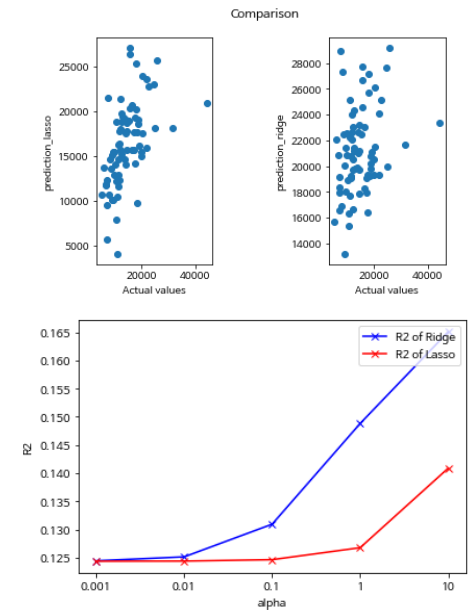 Comparison
25000
20000
15000
10000
5000
prediction_lasso
20000 40000
Actual values
28000
26000
24000
22000
20000
18000
16000
14000
prediction_ridge
20000 40000
Actual values
R2 of Ridge
R2 of Lasso
0.165
0.160
0.155
0.150
0.145
0.140
0.135
0.130
0.125
R2
0.001 0.01 0.1 1 10
alpha